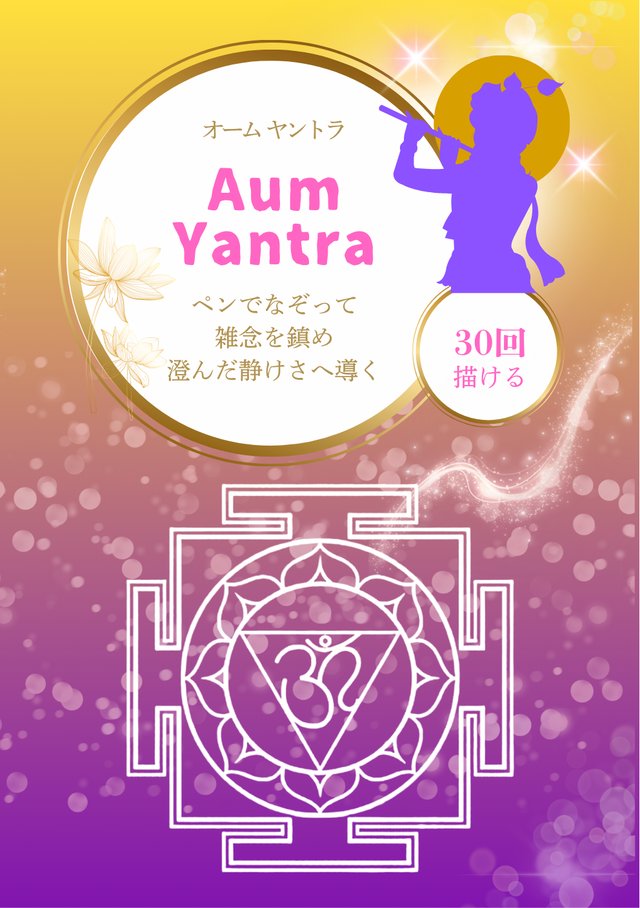 オーム ヤントラ
Aum
Yantra
ペンでなぞって
雑念を鎮め
澄んだ静けさへ導く
30回
描ける
ॐ